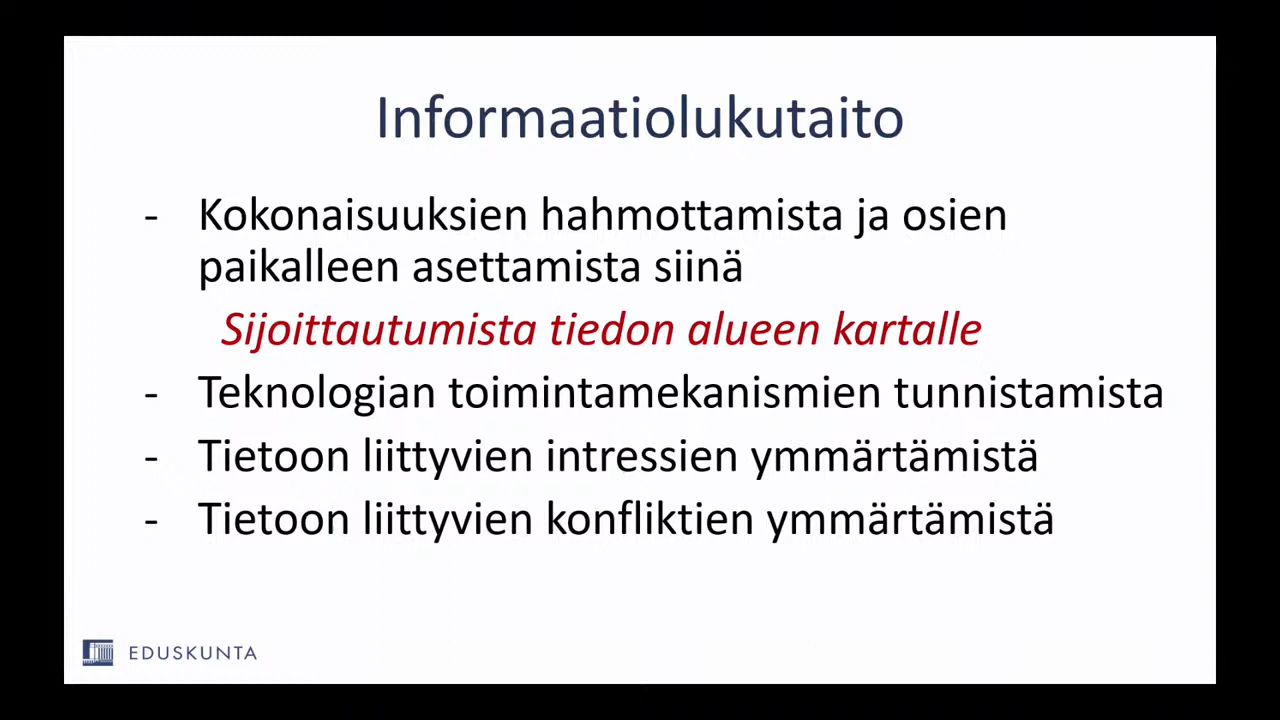 Informaatiolukutaito
- Kokonaisuuksien hahmottamista ja osien
paikalleen asettamista siinä
Sijoittautumista tiedon alueen kartalle
- Teknologian toimintamekanismien tunnistamista
- Tietoon liittyvien intressien ymmärtämistä
- Tietoon liittyvien konfliktien ymmärtämistä
EDUSKUNTA